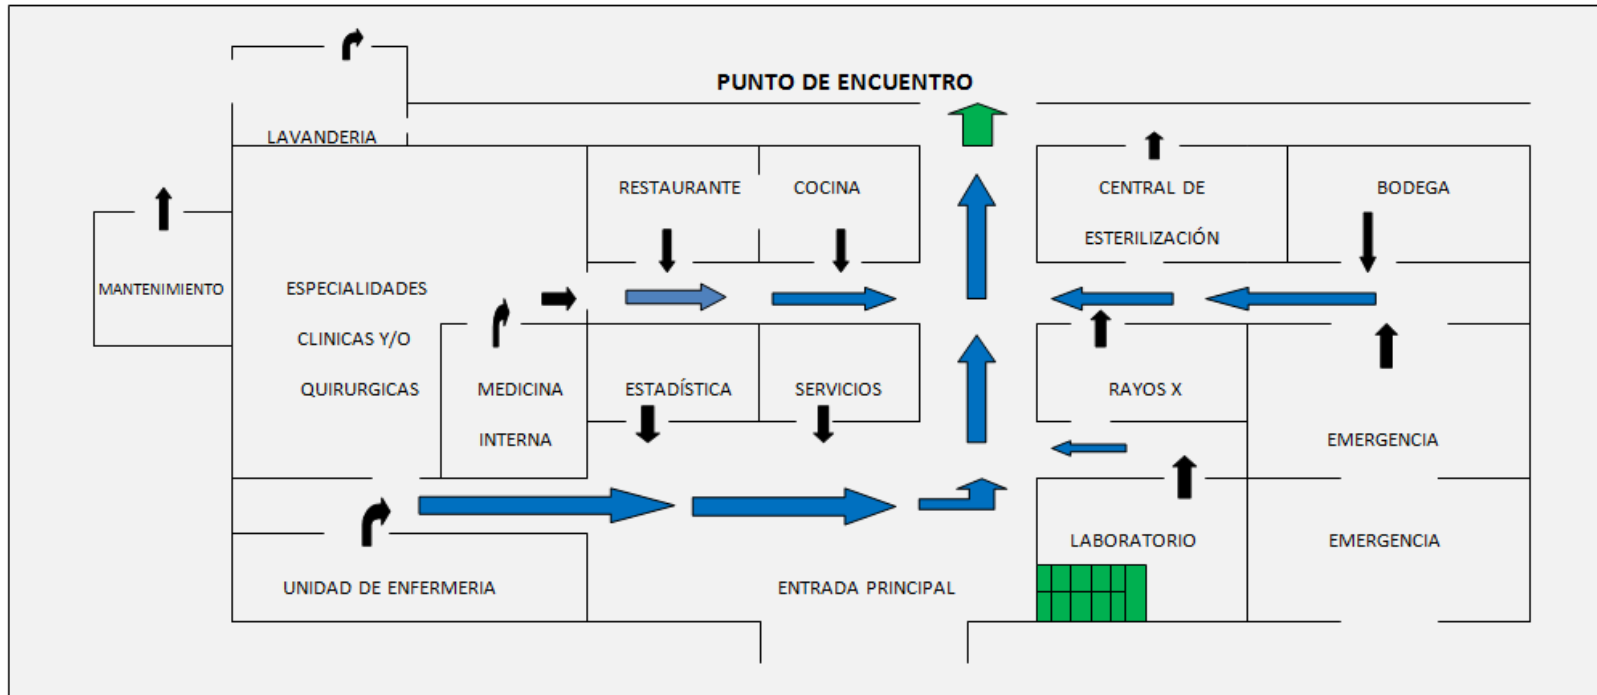 PUNTO DE ENCUENTRO
LAVANDERIA
RESTAURANTE
COCINA
CENTRAL DE
ESTERILIZACIÓN
BODEGA
MANTENIMIENTO
ESPECIALIDADES
CLINICAS Y/O
QUIRURGICAS
MEDICINA
INTERNA
ESTADÍSTICA
SERVICIOS
RAYOS X
EMERGENCIA
LABORATORIO
EMERGENCIA
UNIDAD DE ENFERMERIA
ENTRADA PRINCIPAL